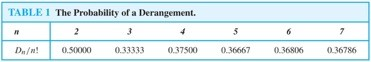 TABLE 1 The Probability of a Derangement.
n 2 3 4 5 6 7
Dn/n! 0.50000 0.33333 0.37500 0.36667 0.36806 0.36786